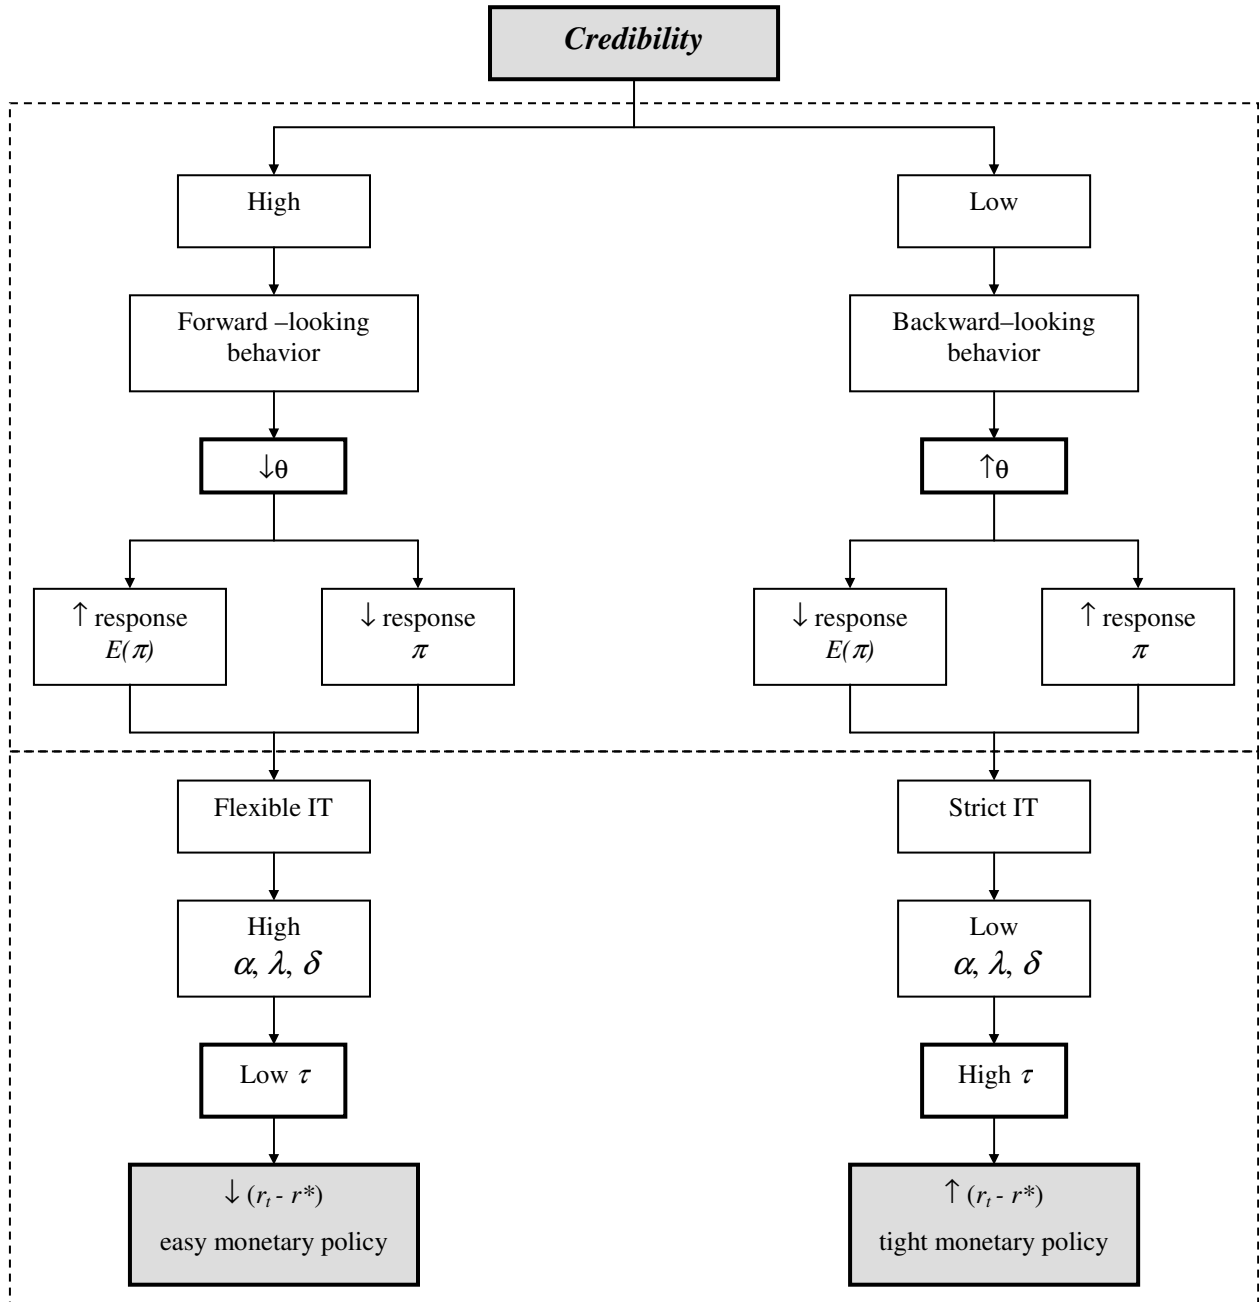 Credibility
High
Low
Forward –looking
behavior
Backward–looking
behavior
↓θ
↑θ
↑ response
E(π)
↓ response
π
↓ response
E(π)
↑ response
π
Flexible IT
Strict IT
High
α, λ, δ
Low
α, λ, δ
Low τ
High τ
↓ (rₜ - r*)
easy monetary policy
↑ (rₜ - r*)
tight monetary policy